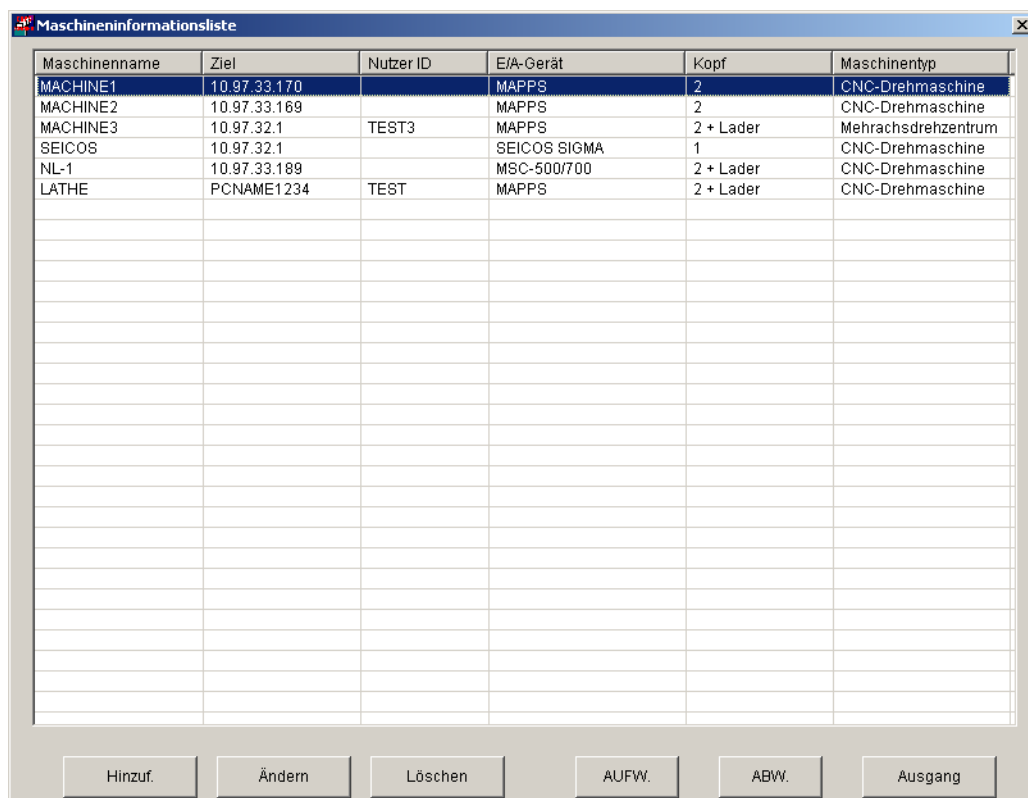 Maschineninformationsliste
Maschinenname Ziel Nutzer ID E/A-Gerät Kopf Maschinentyp
MACHINE1 10.97.33.170 MAPPS 2 CNC-Drehmaschine
MACHINE2 10.97.33.169 MAPPS 2 CNC-Drehmaschine
MACHINE3 10.97.32.1 TEST3 MAPPS 2 + Lader Mehrachsdrehzentrum
SEICOS 10.97.32.1 SEICOS SIGMA 1 CNC-Drehmaschine
NL-1 10.97.33.189 MSC-500/700 2 + Lader CNC-Drehmaschine
LATHE PCNAME1234 TEST MAPPS 2 + Lader CNC-Drehmaschine
Hinzuf. Ändern Löschen AUFW. ABW. Ausgang